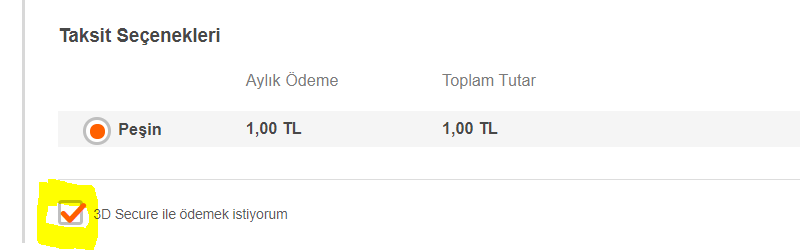 Taksit Seçenekleri
Aylık Ödeme Toplam Tutar
Peşin 1,00 TL 1,00 TL
3D Secure ile ödemek istiyorum